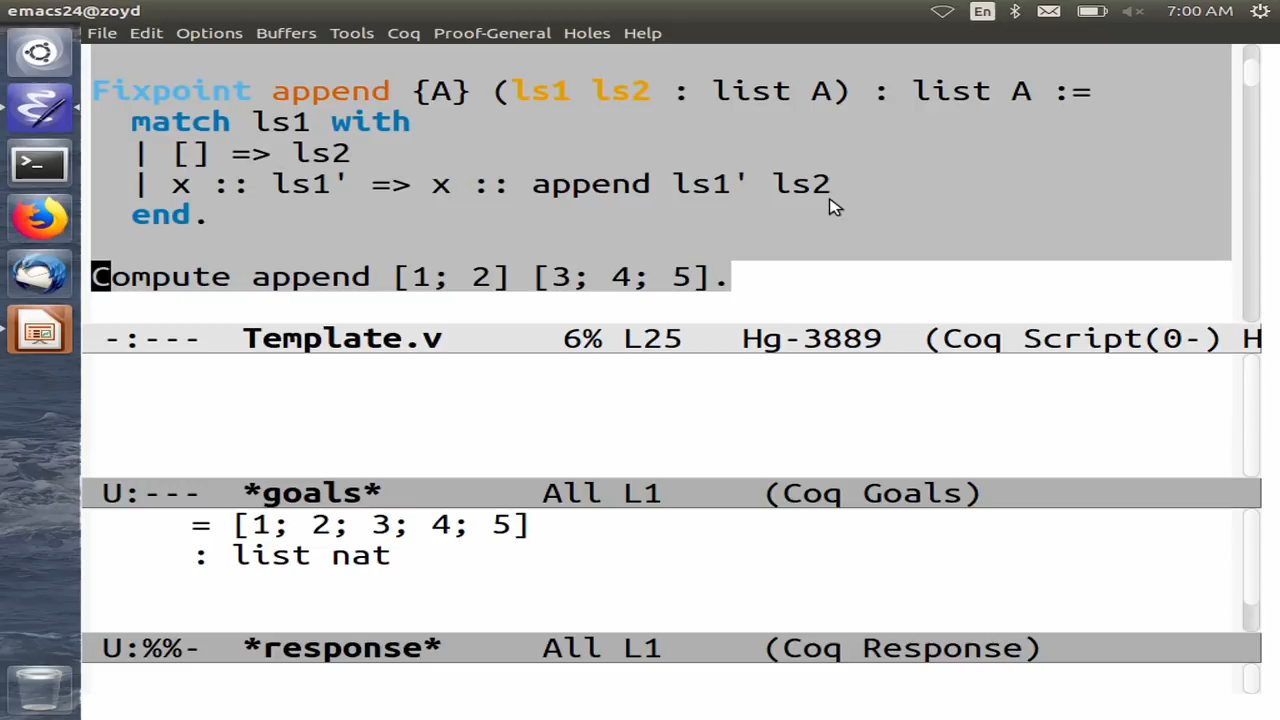 emacs24@zoyd
En
7:00 AM
File Edit Options Buffers Tools Coq Proof-General Holes Help
Fixpoint append {A} (ls1 ls2 : list A) : list A :=
match ls1 with
| [] => ls2
| x :: ls1' => x :: append ls1' ls2
end.
Compute append [1; 2] [3; 4; 5].
-:--- Template.v 6% L25 Hg-3889 (Coq Script(0-) H
U:--- *goals* All L1 (Coq Goals)
= [1; 2; 3; 4; 5]
: list nat
U:%%- *response* All L1 (Coq Response)